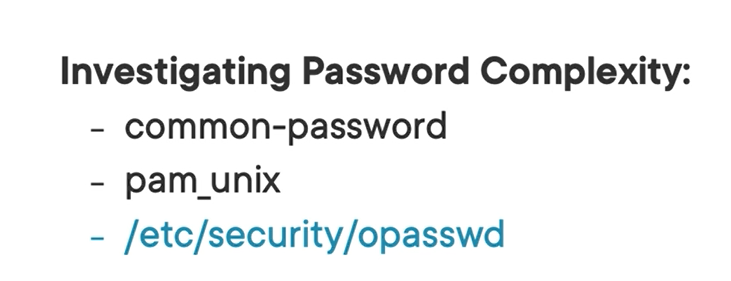 Investigating Password Complexity:
- common-password
- pam_unix
- /etc/security/opasswd